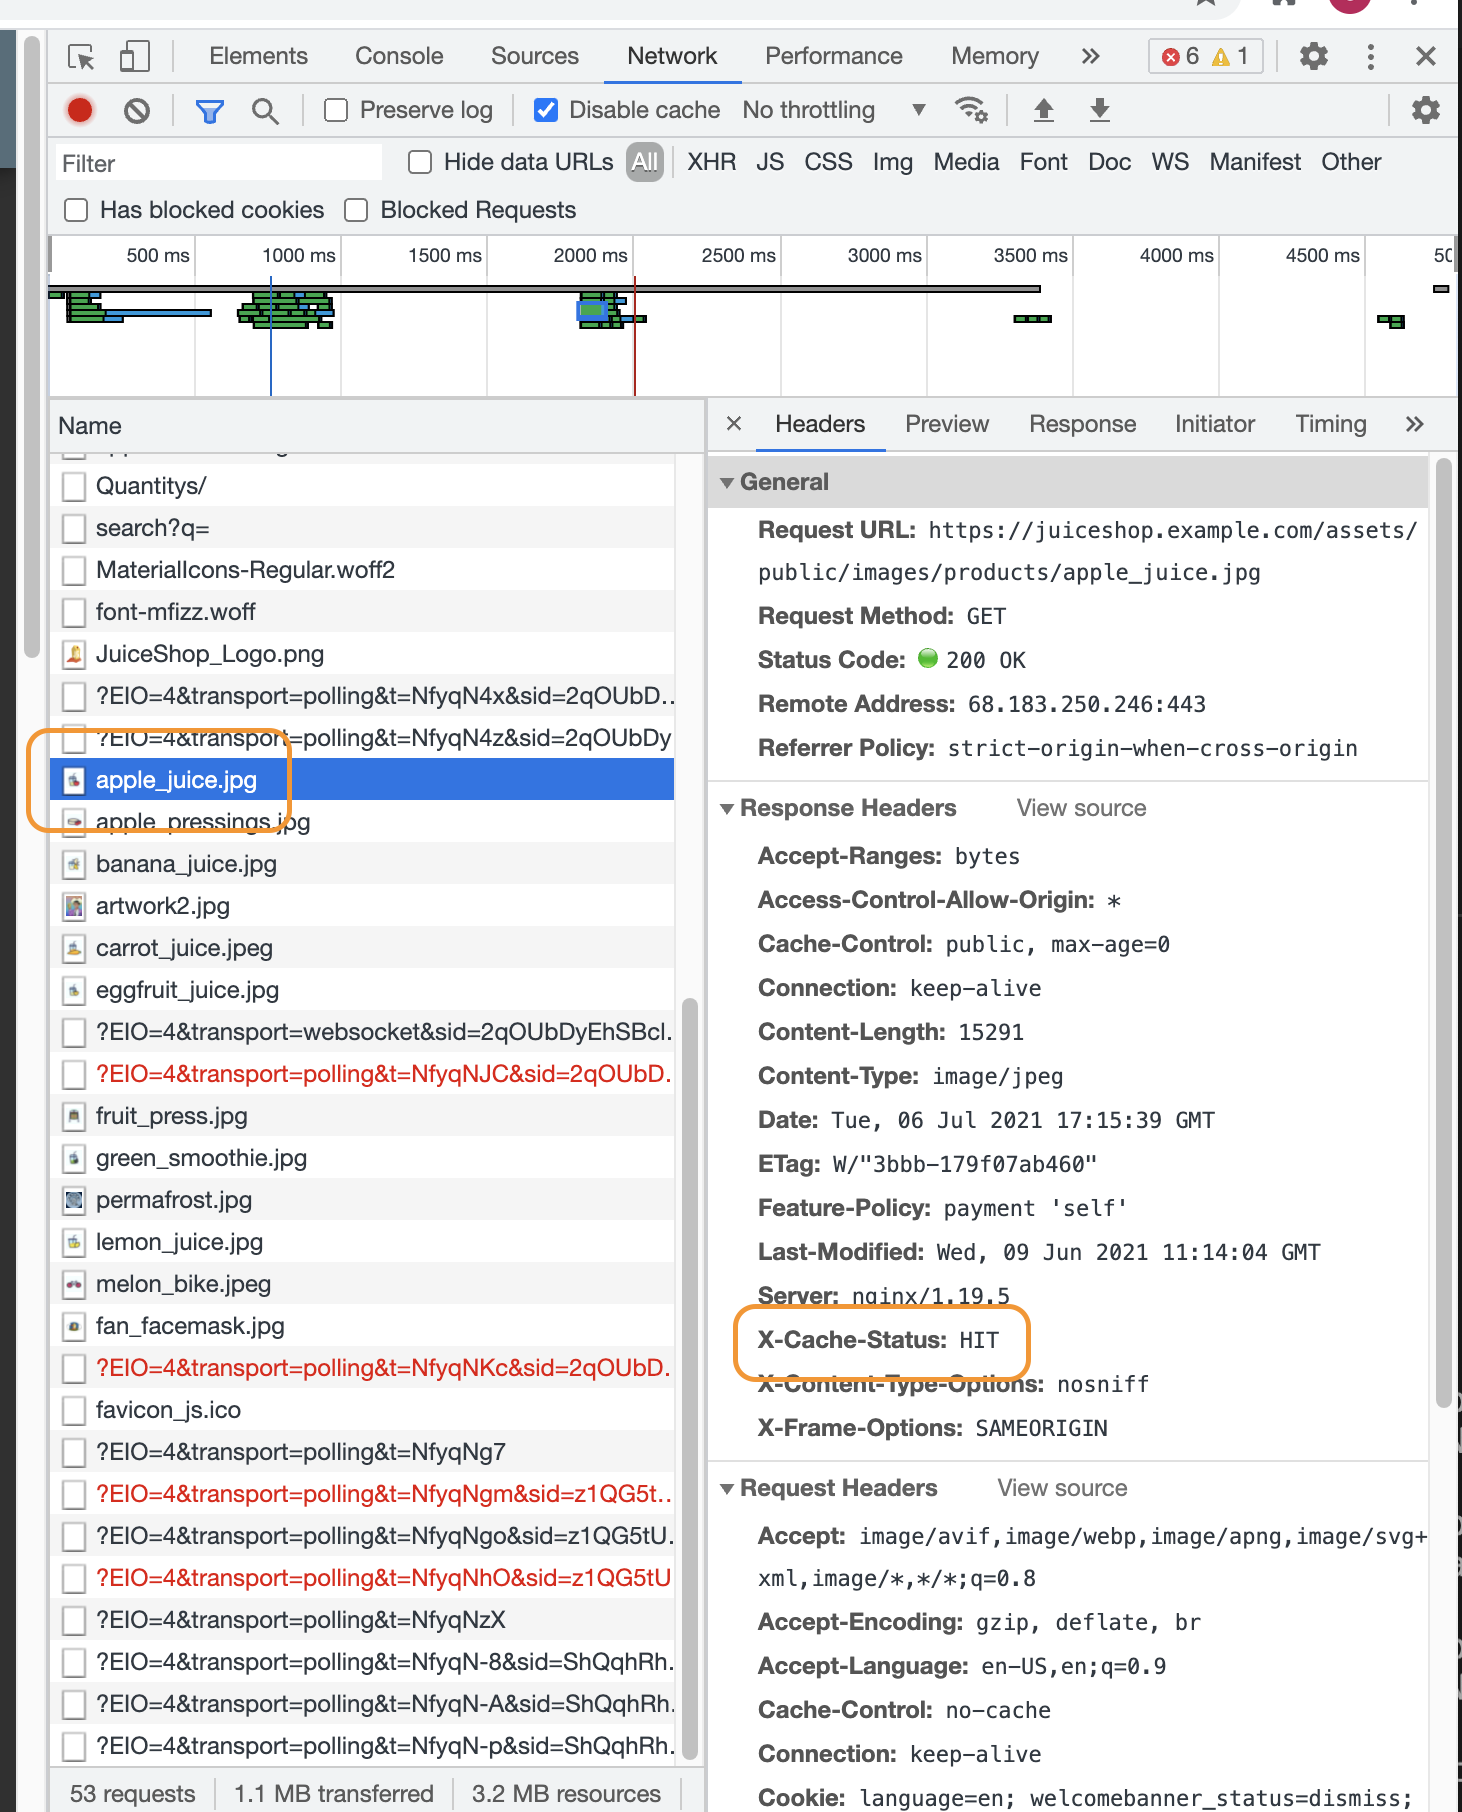 Elements Console Sources Network Performance Memory » 6 1
Preserve log Disable cache No throttling
Filter Hide data URLs All XHR JS CSS Img Media Font Doc WS Manifest Other
Has blocked cookies Blocked Requests
500 ms 1000 ms 1500 ms 2000 ms 2500 ms 3000 ms 3500 ms 4000 ms 4500 ms
Name
Quantitys/
search?q=
MaterialIcons-Regular.woff2
font-mfizz.woff
JuiceShop_Logo.png
?EIO=4&transport=polling&t=NfyqN4x&sid=2qOUbD..
?EIO=4&transport=polling&t=NfyqN4z&sid=2qOUbDy
apple_juice.jpg
apple_pressings.jpg
banana_juice.jpg
artwork2.jpg
carrot_juice.jpeg
eggfruit_juice.jpg
?EIO=4&transport=websocket&sid=2qOUbDyEhSBcl.
?EIO=4&transport=polling&t=NfyqNJC&sid=2qOUbD.
fruit_press.jpg
green_smoothie.jpg
permafrost.jpg
lemon_juice.jpg
melon_bike.jpeg
fan_facemask.jpg
?EIO=4&transport=polling&t=NfyqNKc&sid=2qOUbD.
favicon_js.ico
?EIO=4&transport=polling&t=NfyqNg7
?EIO=4&transport=polling&t=NfyqNgm&sid=z1QG5t..
?EIO=4&transport=polling&t=NfyqNgo&sid=z1QG5tU.
?EIO=4&transport=polling&t=NfyqNhO&sid=z1QG5tU
?EIO=4&transport=polling&t=NfyqNzX
?EIO=4&transport=polling&t=NfyqN-8&sid=ShQqhRh.
?EIO=4&transport=polling&t=NfyqN-A&sid=ShQqhRh.
?EIO=4&transport=polling&t=NfyqN-p&sid=ShQqhRh.
53 requests 1.1 MB transferred 3.2 MB resources
Headers Preview Response Initiator Timing »
General
Request URL: https://juiceshop.example.com/assets/
public/images/products/apple_juice.jpg
Request Method: GET
Status Code: 200 OK
Remote Address: 68.183.250.246:443
Referrer Policy: strict-origin-when-cross-origin
Response Headers View source
Accept-Ranges: bytes
Access-Control-Allow-Origin: *
Cache-Control: public, max-age=0
Connection: keep-alive
Content-Length: 15291
Content-Type: image/jpeg
Date: Tue, 06 Jul 2021 17:15:39 GMT
ETag: W/"3bbb-179f07ab460"
Feature-Policy: payment 'self'
Last-Modified: Wed, 09 Jun 2021 11:14:04 GMT
Server: nginx/1.19.5
X-Cache-Status: HIT
X-Content-Type-Options: nosniff
X-Frame-Options: SAMEORIGIN
Request Headers View source
Accept: image/avif,image/webp,image/apng,image/svg+
xml,image/*,*/*;q=0.8
Accept-Encoding: gzip, deflate, br
Accept-Language: en-US,en;q=0.9
Cache-Control: no-cache
Connection: keep-alive
Cookie: language=en; welcomebanner_status=dismiss;